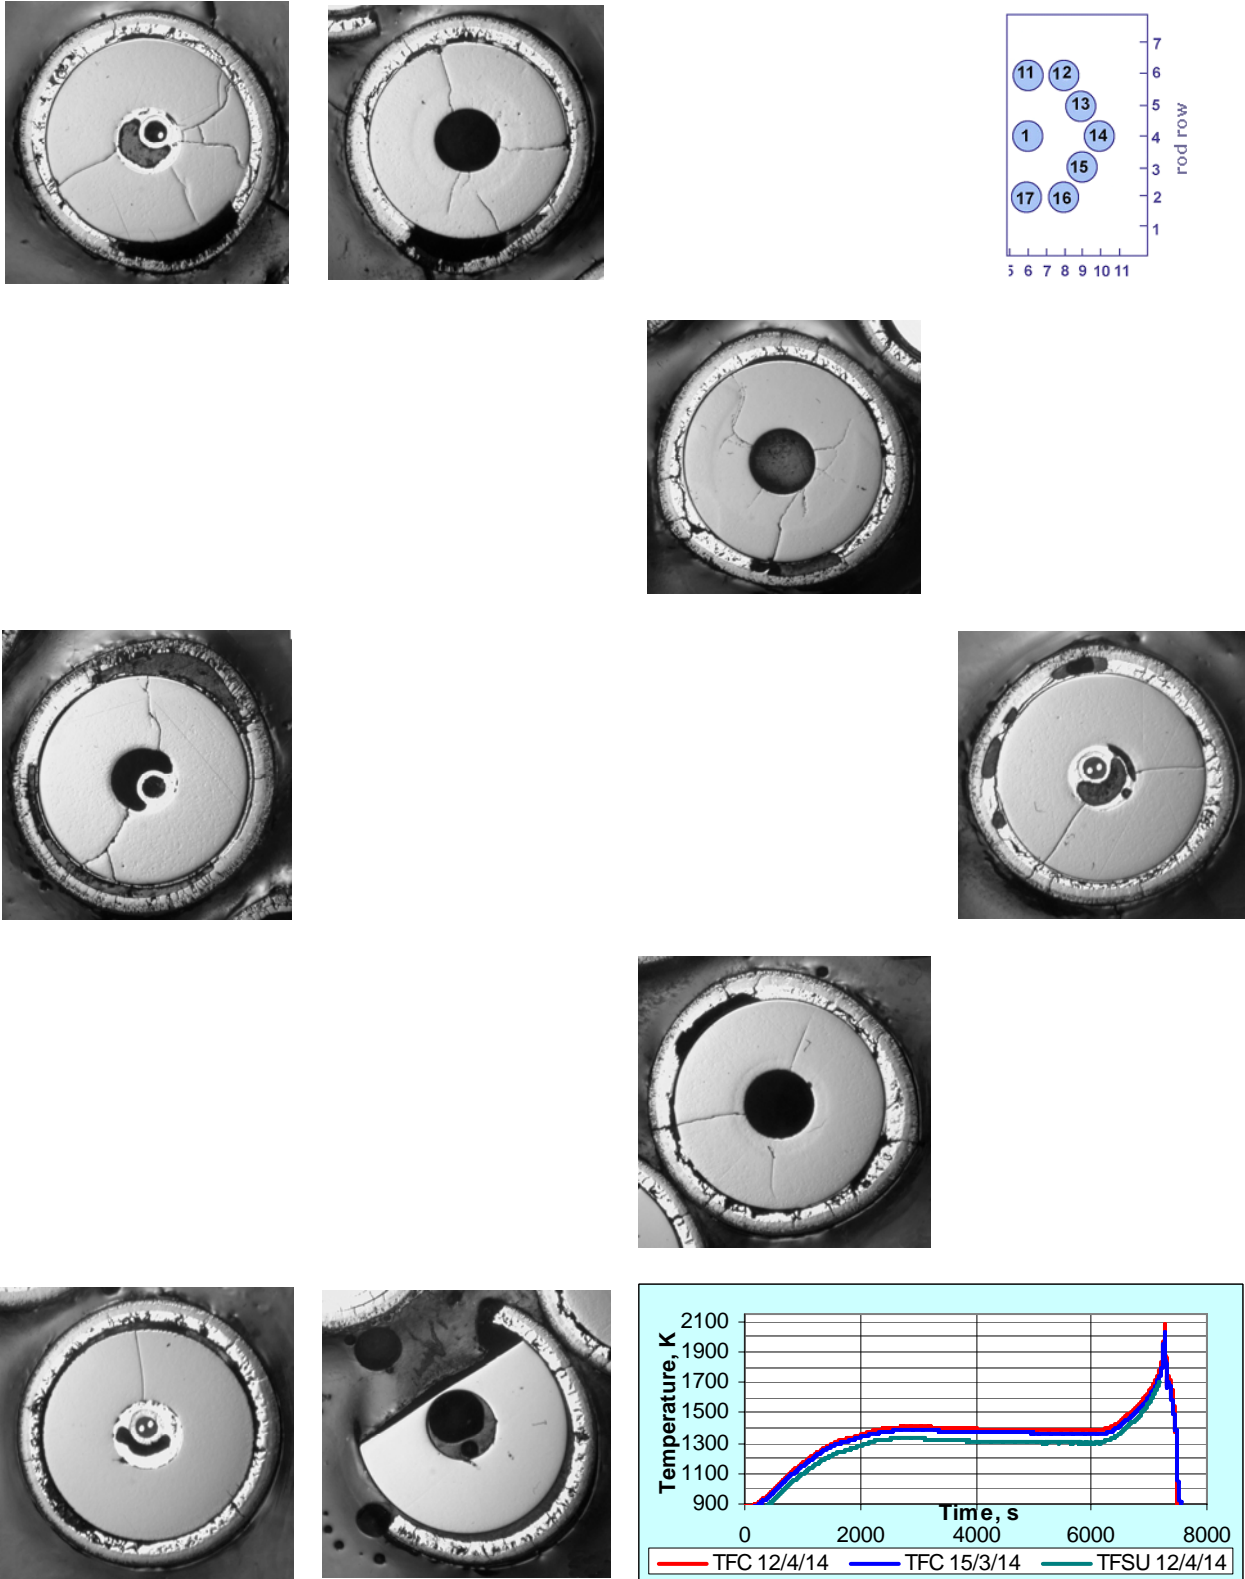 7
11 12 6
13 5
1 14 4
15 3
17 16 2
1
rod row
5 6 7 8 9 10 11
2100
1900
1700
1500
1300
1100
900
Temperature, K
Time, s
0 2000 4000 6000 8000
TFC 12/4/14 TFC 15/3/14 TFSU 12/4/14